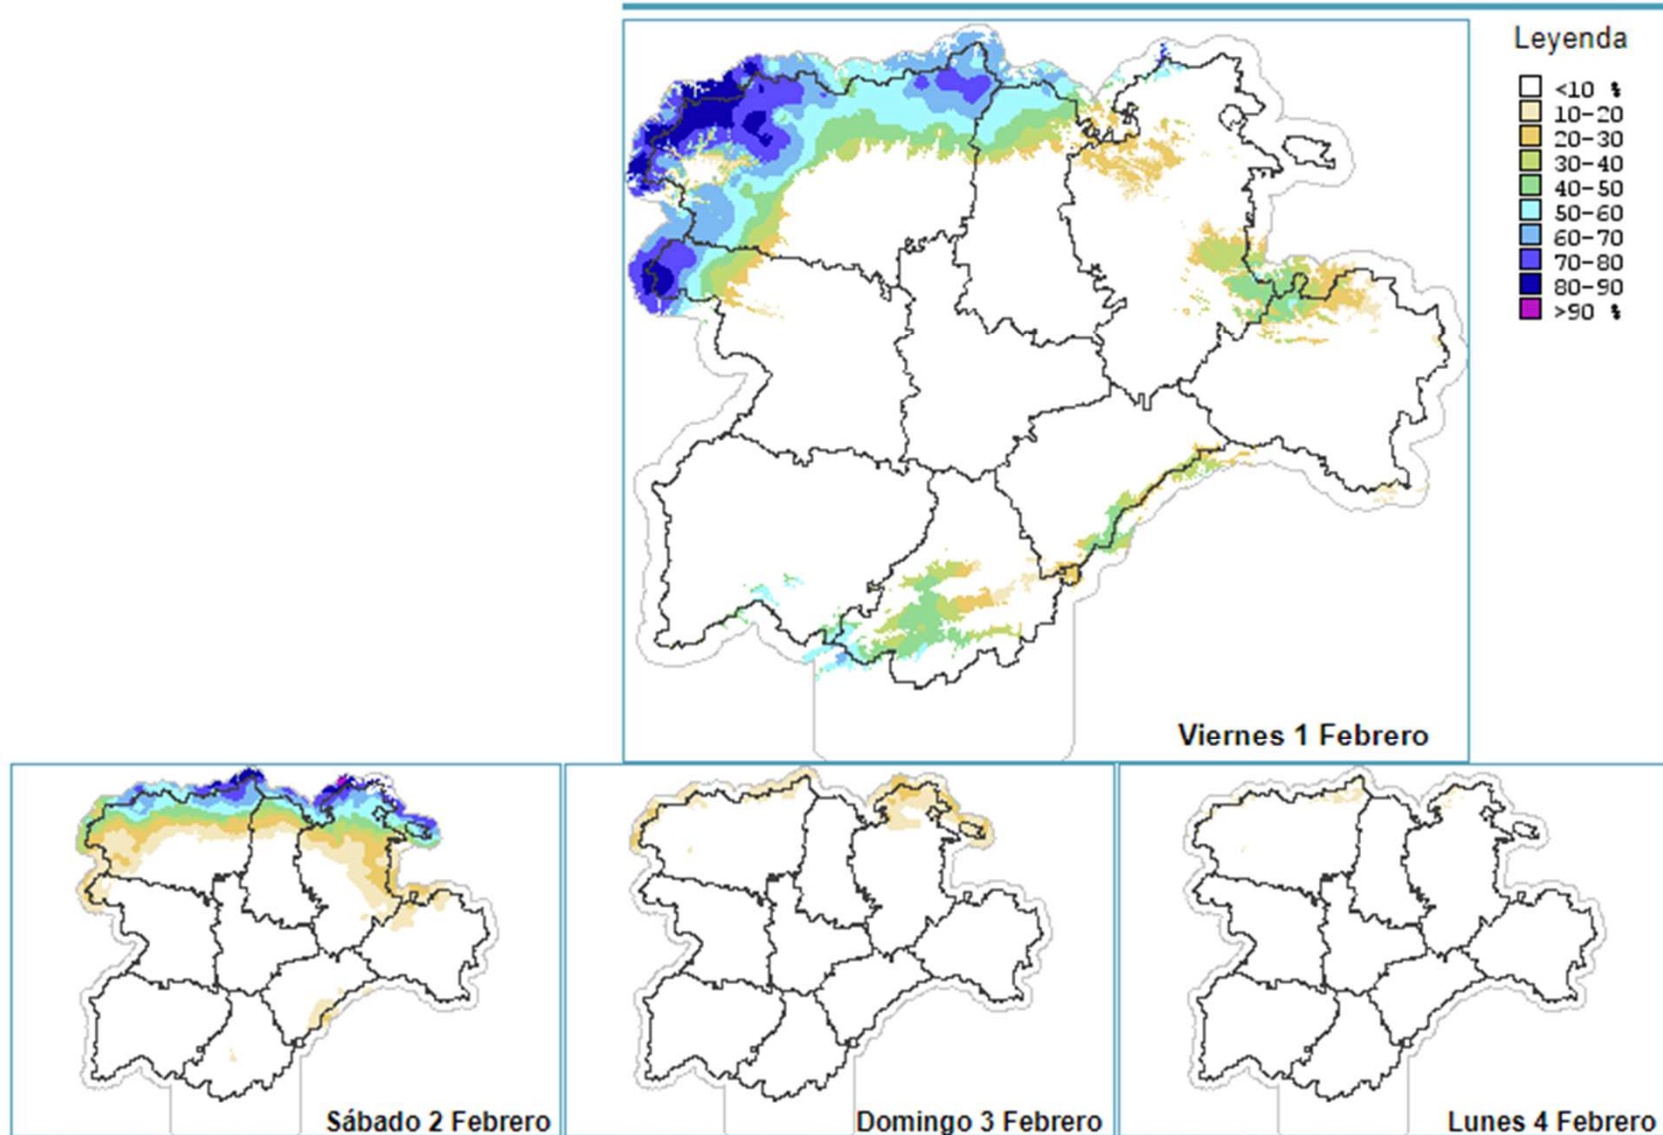 Leyenda
<10 %
10-20
20-30
30-40
40-50
50-60
60-70
70-80
80-90
>90 %
Viernes 1 Febrero
Sábado 2 Febrero
Domingo 3 Febrero
Lunes 4 Febrero